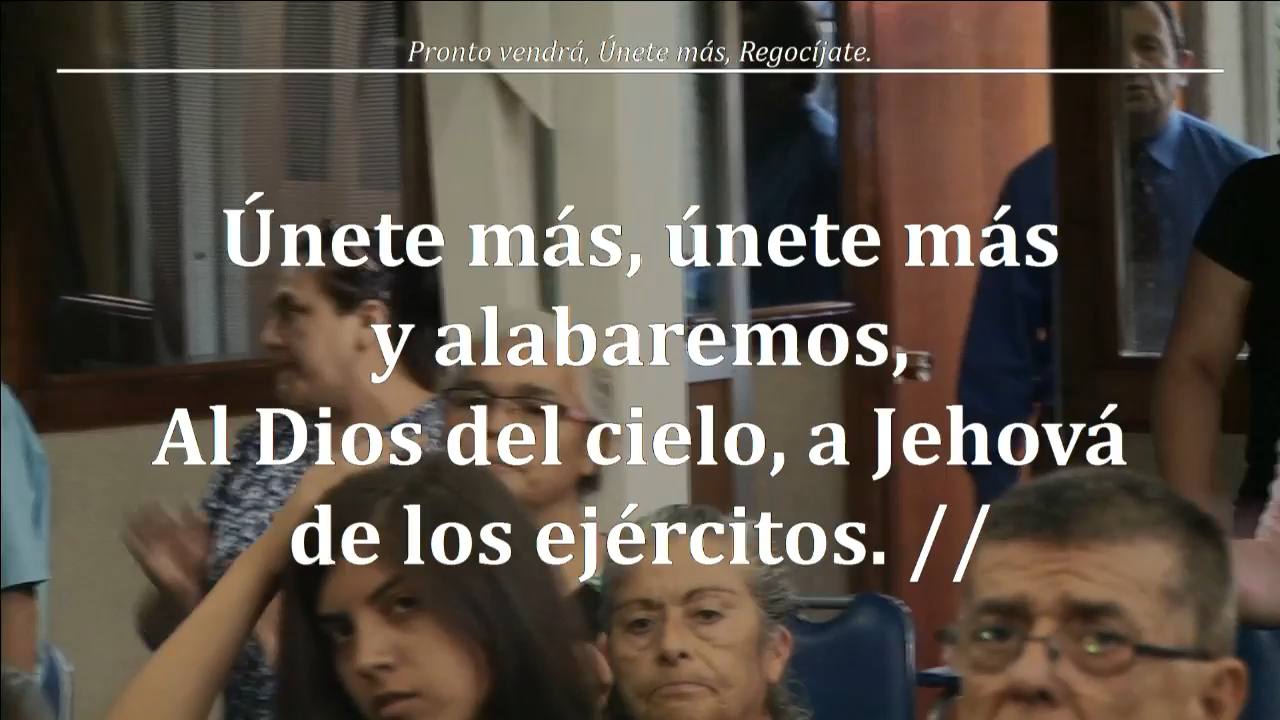 Pronto vendrá, Únete más, Regocíjate.
Únete más, únete más
y alabaremos,
Al Dios del cielo, a Jehová
de los ejércitos. //